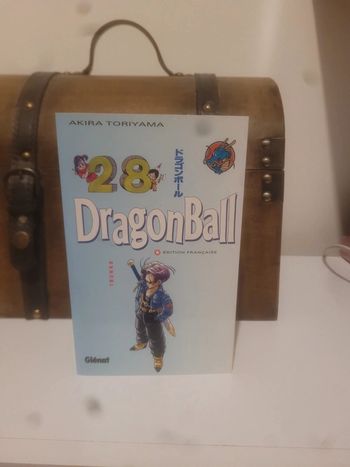 AKIRA TORIYAMA
28
ドラゴンボール
DragonBall
ÉDITION FRANÇAISE
Glénat